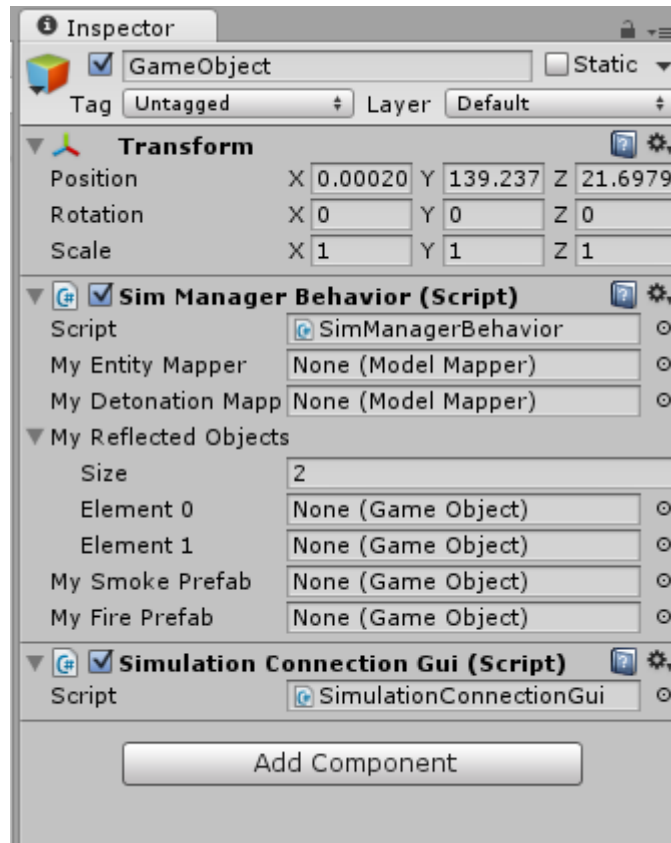 Inspector
GameObject Static
Tag Untagged Layer Default
Transform
Position X 0.00020 Y 139.237 Z 21.6979
Rotation X 0 Y 0 Z 0
Scale X 1 Y 1 Z 1
Sim Manager Behavior (Script)
Script SimManagerBehavior
My Entity Mapper None (Model Mapper)
My Detonation Mapp None (Model Mapper)
My Reflected Objects
Size 2
Element 0 None (Game Object)
Element 1 None (Game Object)
My Smoke Prefab None (Game Object)
My Fire Prefab None (Game Object)
Simulation Connection Gui (Script)
Script SimulationConnectionGui
Add Component